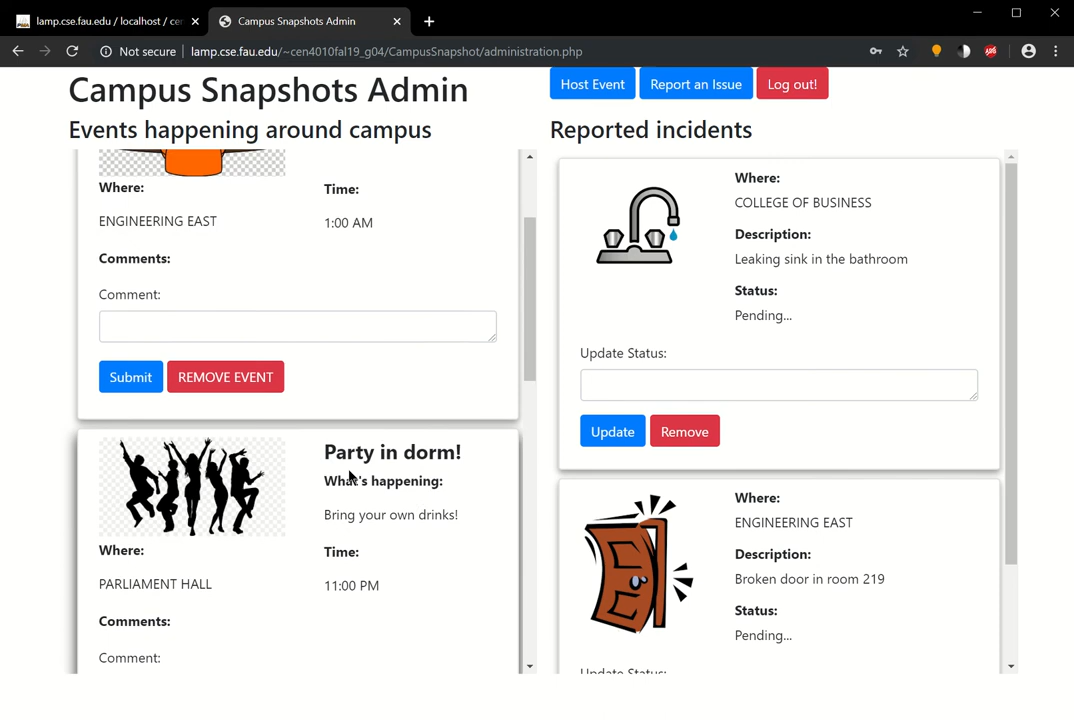 lamp.cse.fau.edu / localhost / cen
Campus Snapshots Admin
Not secure
lamp.cse.fau.edu/~cen4010fal19_g04/CampusSnapshot/administration.php
Campus Snapshots Admin
Host Event
Report an Issue
Log out!
Events happening around campus
Where:
Time:
ENGINEERING EAST
1:00 AM
Comments:
Comment:
Submit
REMOVE EVENT
Party in dorm!
What's happening:
Bring your own drinks!
Where:
Time:
PARLIAMENT HALL
11:00 PM
Comments:
Comment:
Reported incidents
Where:
COLLEGE OF BUSINESS
Description:
Leaking sink in the bathroom
Status:
Pending...
Update Status:
Update
Remove
Where:
ENGINEERING EAST
Description:
Broken door in room 219
Status:
Pending...
Update Status: